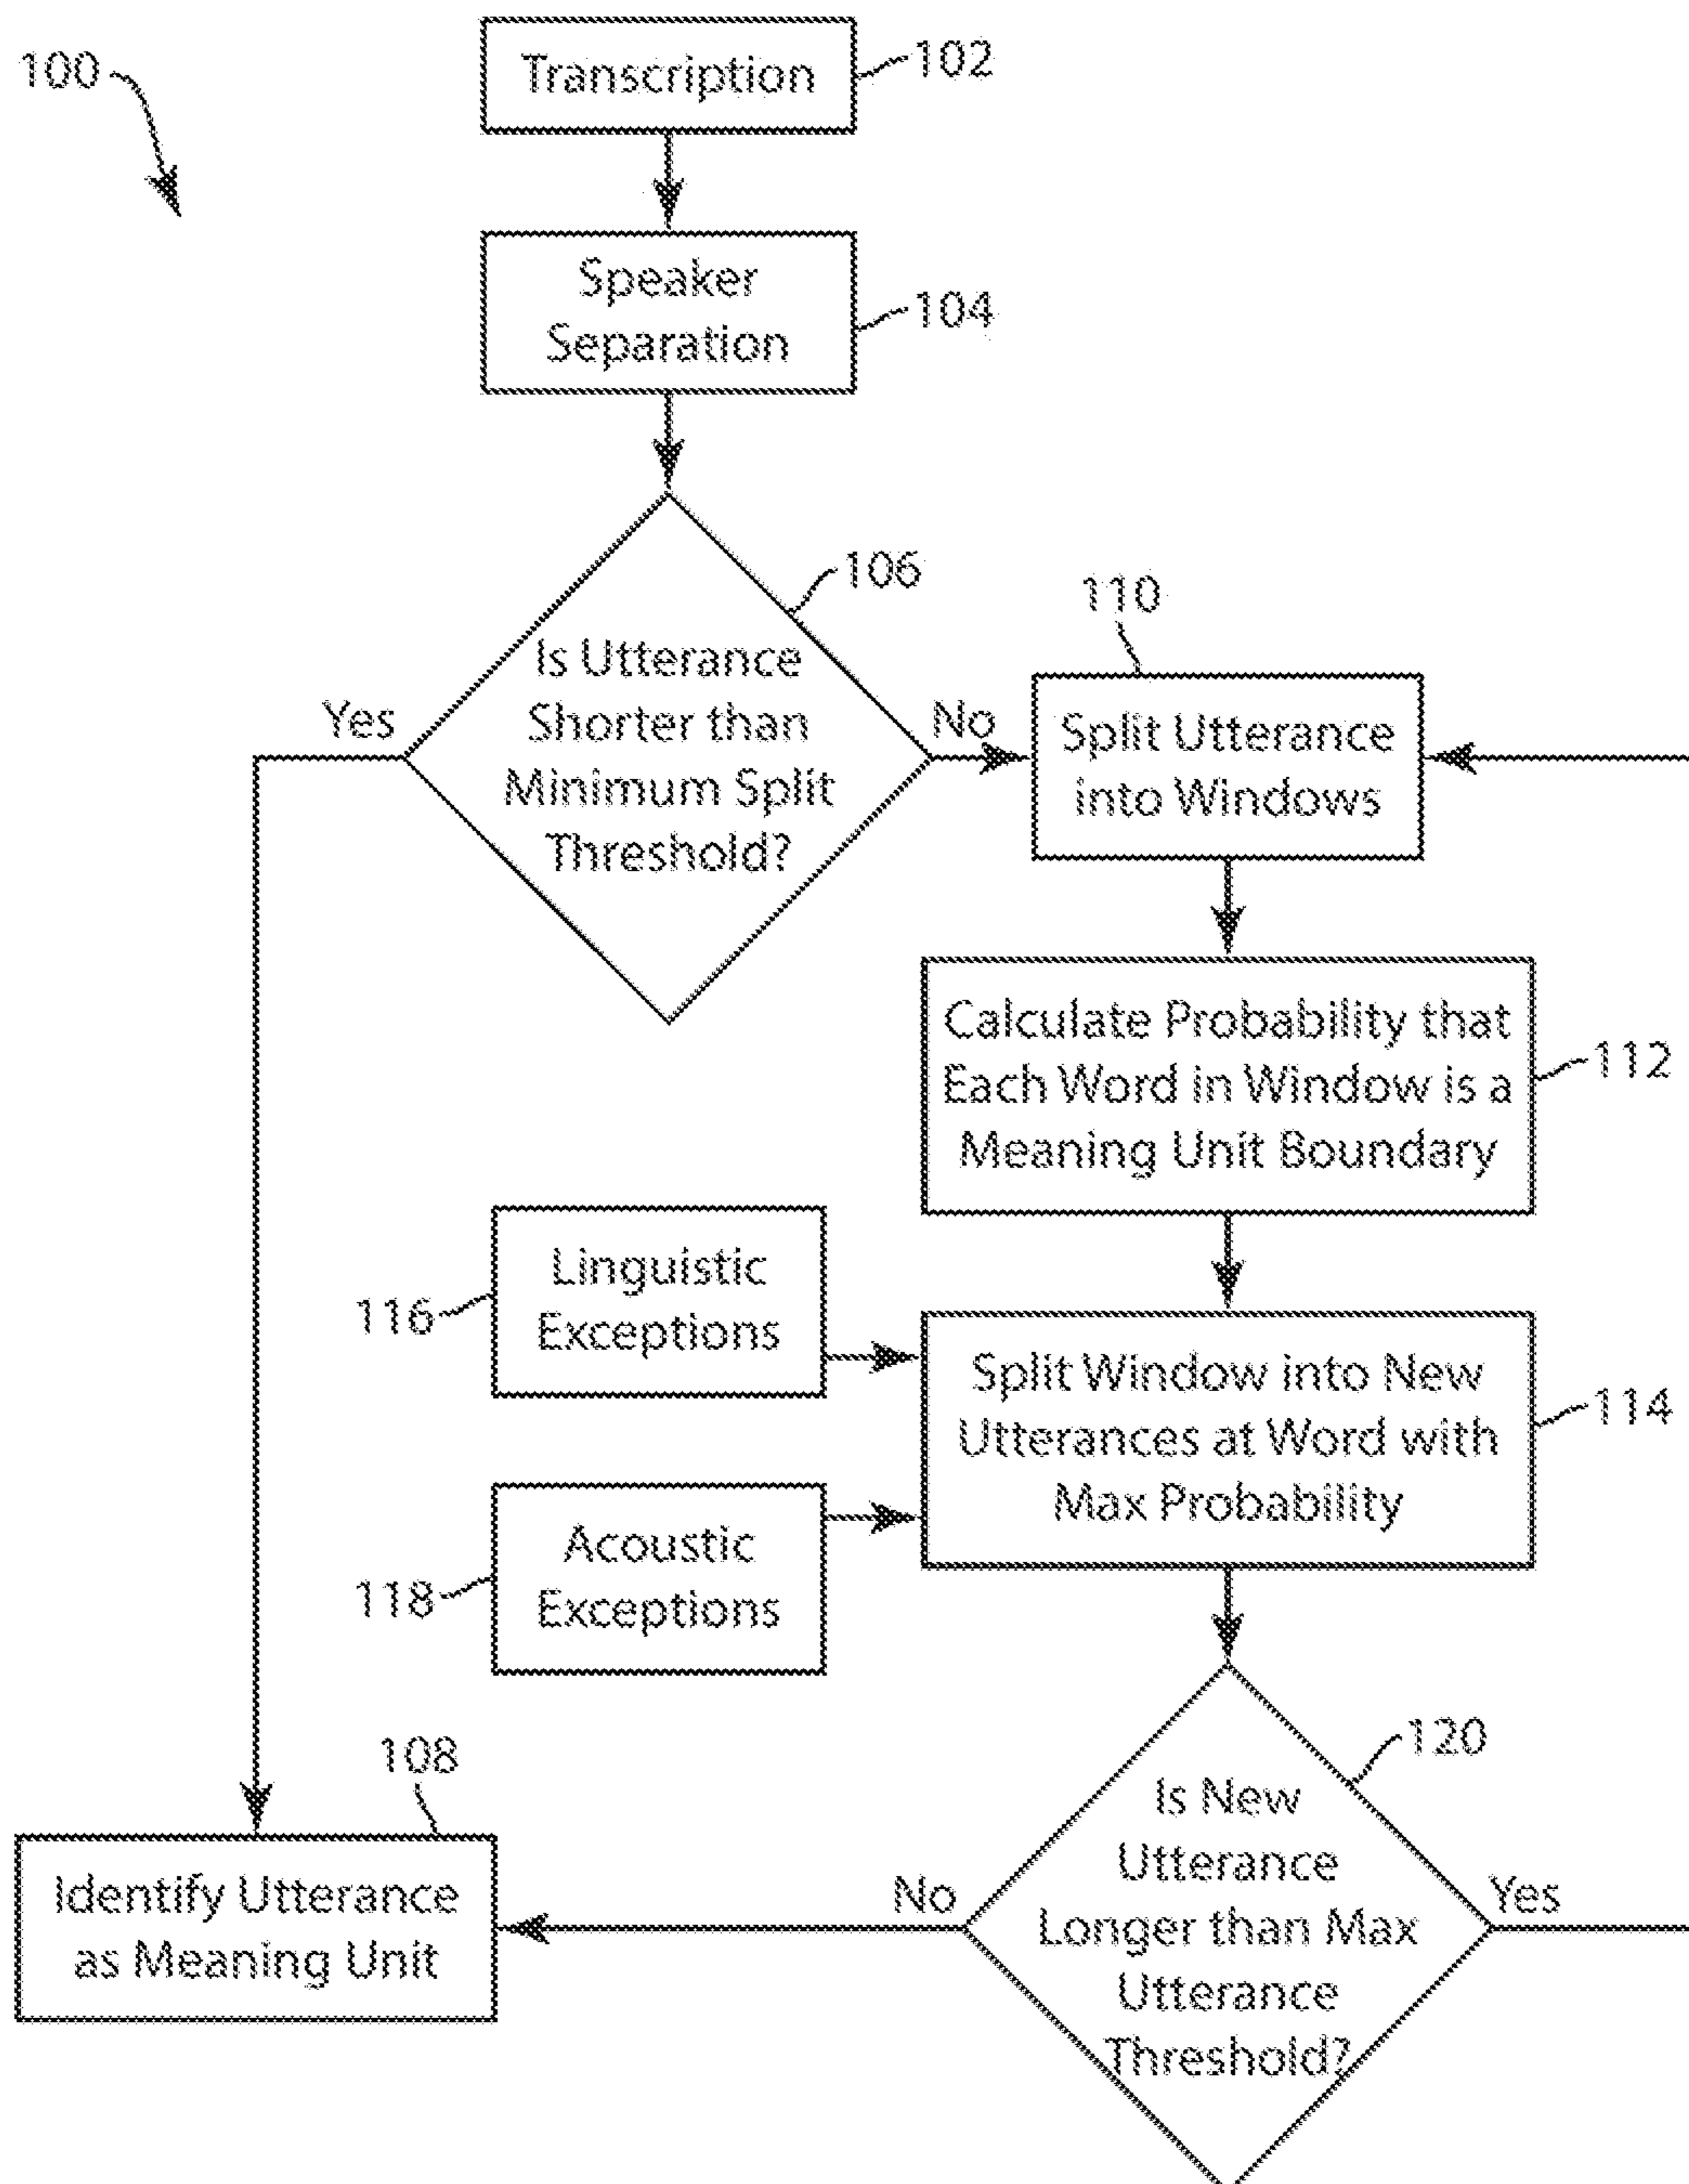 100
Transcription
102
Speaker
Separation
104
106
Is Utterance
Shorter than
Minimum Split
Threshold?
Yes
No
110
Split Utterance
into Windows
Calculate Probability that
Each Word in Window is a
Meaning Unit Boundary
112
Linguistic
Exceptions
116
Split Window into New
Utterances at Word with
Max Probability
114
Acoustic
Exceptions
118
108
Identify Utterance
as Meaning Unit
120
Is New
Utterance
Longer than Max
Utterance
Threshold?
No
Yes